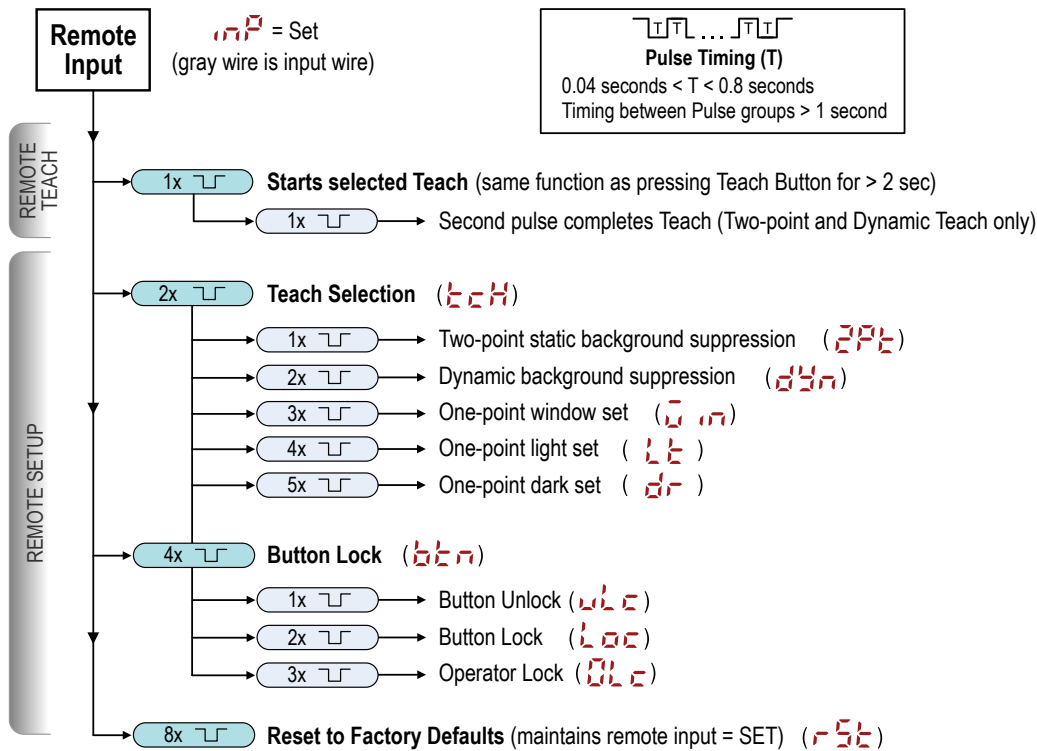 Remote
Input
inP = Set
(gray wire is input wire)
T T ... T T
Pulse Timing (T)
0.04 seconds < T < 0.8 seconds
Timing between Pulse groups > 1 second
REMOTE
TEACH
1x Starts selected Teach (same function as pressing Teach Button for > 2 sec)
1x Second pulse completes Teach (Two-point and Dynamic Teach only)
REMOTE SETUP
2x Teach Selection (tcH)
1x Two-point static background suppression (2Pt)
2x Dynamic background suppression (dYn)
3x One-point window set (Win)
4x One-point light set (Lt)
5x One-point dark set (dr)
4x Button Lock (btn)
1x Button Unlock (uLc)
2x Button Lock (Loc)
3x Operator Lock (OLc)
8x Reset to Factory Defaults (maintains remote input = SET) (rSt)